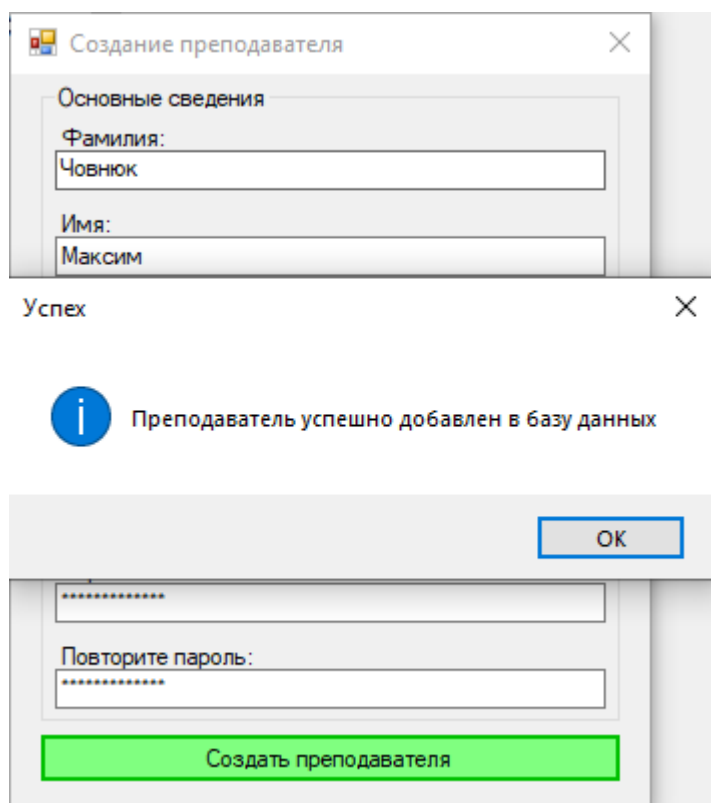 Создание преподавателя
Основные сведения
Фамилия:
Човнюк
Имя:
Максим
Успех
Преподаватель успешно добавлен в базу данных
OK
*************
Повторите пароль:
*************
Создать преподавателя